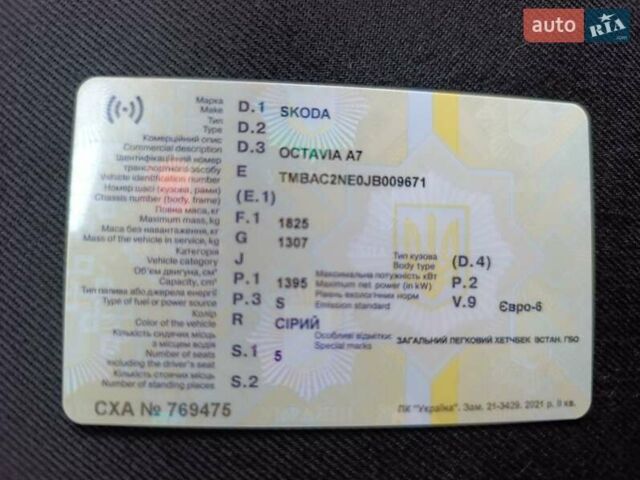 auto RIA .com
Марка
Make D.1 SKODA
Тип
Type D.2
Комерційний опис
Commercial description D.3 OCTAVIA A7
Ідентифікаційний номер
транспортного засобу
Vehicle identification number E TMBAC2NE0JB009671
Номер шасі (кузова, рами)
Chassis number (body, frame) (E.1)
Повна маса, кг
Maximum mass, kg F.1 1825
Маса без навантаження, кг
Mass of the vehicle in service, kg G 1307
Категорія
Vehicle category J
Тип кузова
Body type (D.4)
Об'єм двигуна, см³
Capacity, cm³ P.1 1395
Максимальна потужність кВт
Maximum net power (in kW) P.2
Тип палива або джерела енергії
Type of fuel or power source P.3 S
Рівень екологічних норм
Emission standard V.9 Євро-6
Колір
Color of the vehicle R СІРИЙ
Особливі відмітки
Special marks ЗАГАЛЬНИЙ ЛЕГКОВИЙ ХЕТЧБЕК ВСТАН. ГБО
Кількість сидячих місць
з місцем водія
Number of seats
including the driver's seat S.1 5
Кількість стоячих місць
Number of standing places S.2
СХА № 769475
ПК "Україна". Зам. 21-3429. 2021 р. II кв.